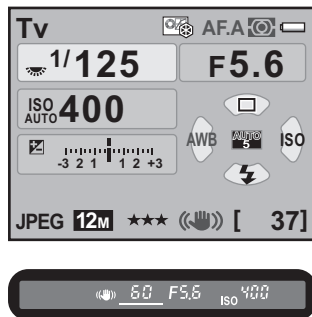 Tv AF.A
1/125 F5.6
ISO AUTO 400
AWB AUTO 5 ISO
-3 2 1 1 2 +3
JPEG 12M ★★★ [ 37]
60 F5.6 ISO 400